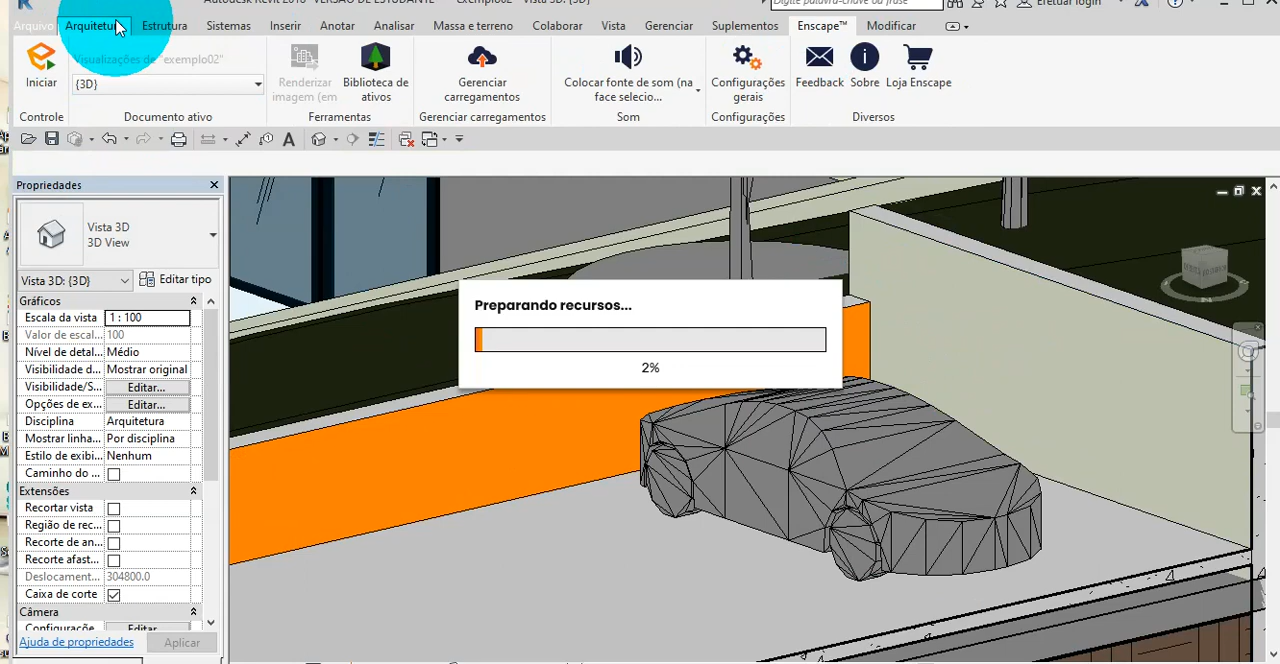 Autodesk Revit 2018 - VERSÃO DE ESTUDANTE - exemplo02 - Vista 3D: {3D}
Digite palavra-chave ou frase
Efetuar login
Arquivo Arquitetura Estrutura Sistemas Inserir Anotar Analisar Massa e terreno Colaborar Vista Gerenciar Suplementos Enscape™ Modificar
Visualizações de "exemplo02"
Iniciar
{3D}
Renderizar
imagem (em
Biblioteca de
ativos
Gerenciar
carregamentos
Colocar fonte de som (na
face selecio...
Configurações
gerais
Feedback Sobre Loja Enscape
Controle Documento ativo Ferramentas Gerenciar carregamentos Som Configurações Diversos
Propriedades
Vista 3D
3D View
Vista 3D: {3D} Editar tipo
Gráficos
Escala da vista 1 : 100
Valor de escal... 100
Nível de detal... Médio
Visibilidade d... Mostrar original
Visibilidade/S... Editar...
Opções de ex... Editar...
Disciplina Arquitetura
Mostrar linha... Por disciplina
Estilo de exibi... Nenhum
Caminho do ...
Extensões
Recortar vista
Região de rec...
Recorte de an...
Recorte afast...
Deslocament... 304800,0
Caixa de corte
Câmera
Configuraçõe... Editar...
Ajuda de propriedades Aplicar
Preparando recursos...
2%